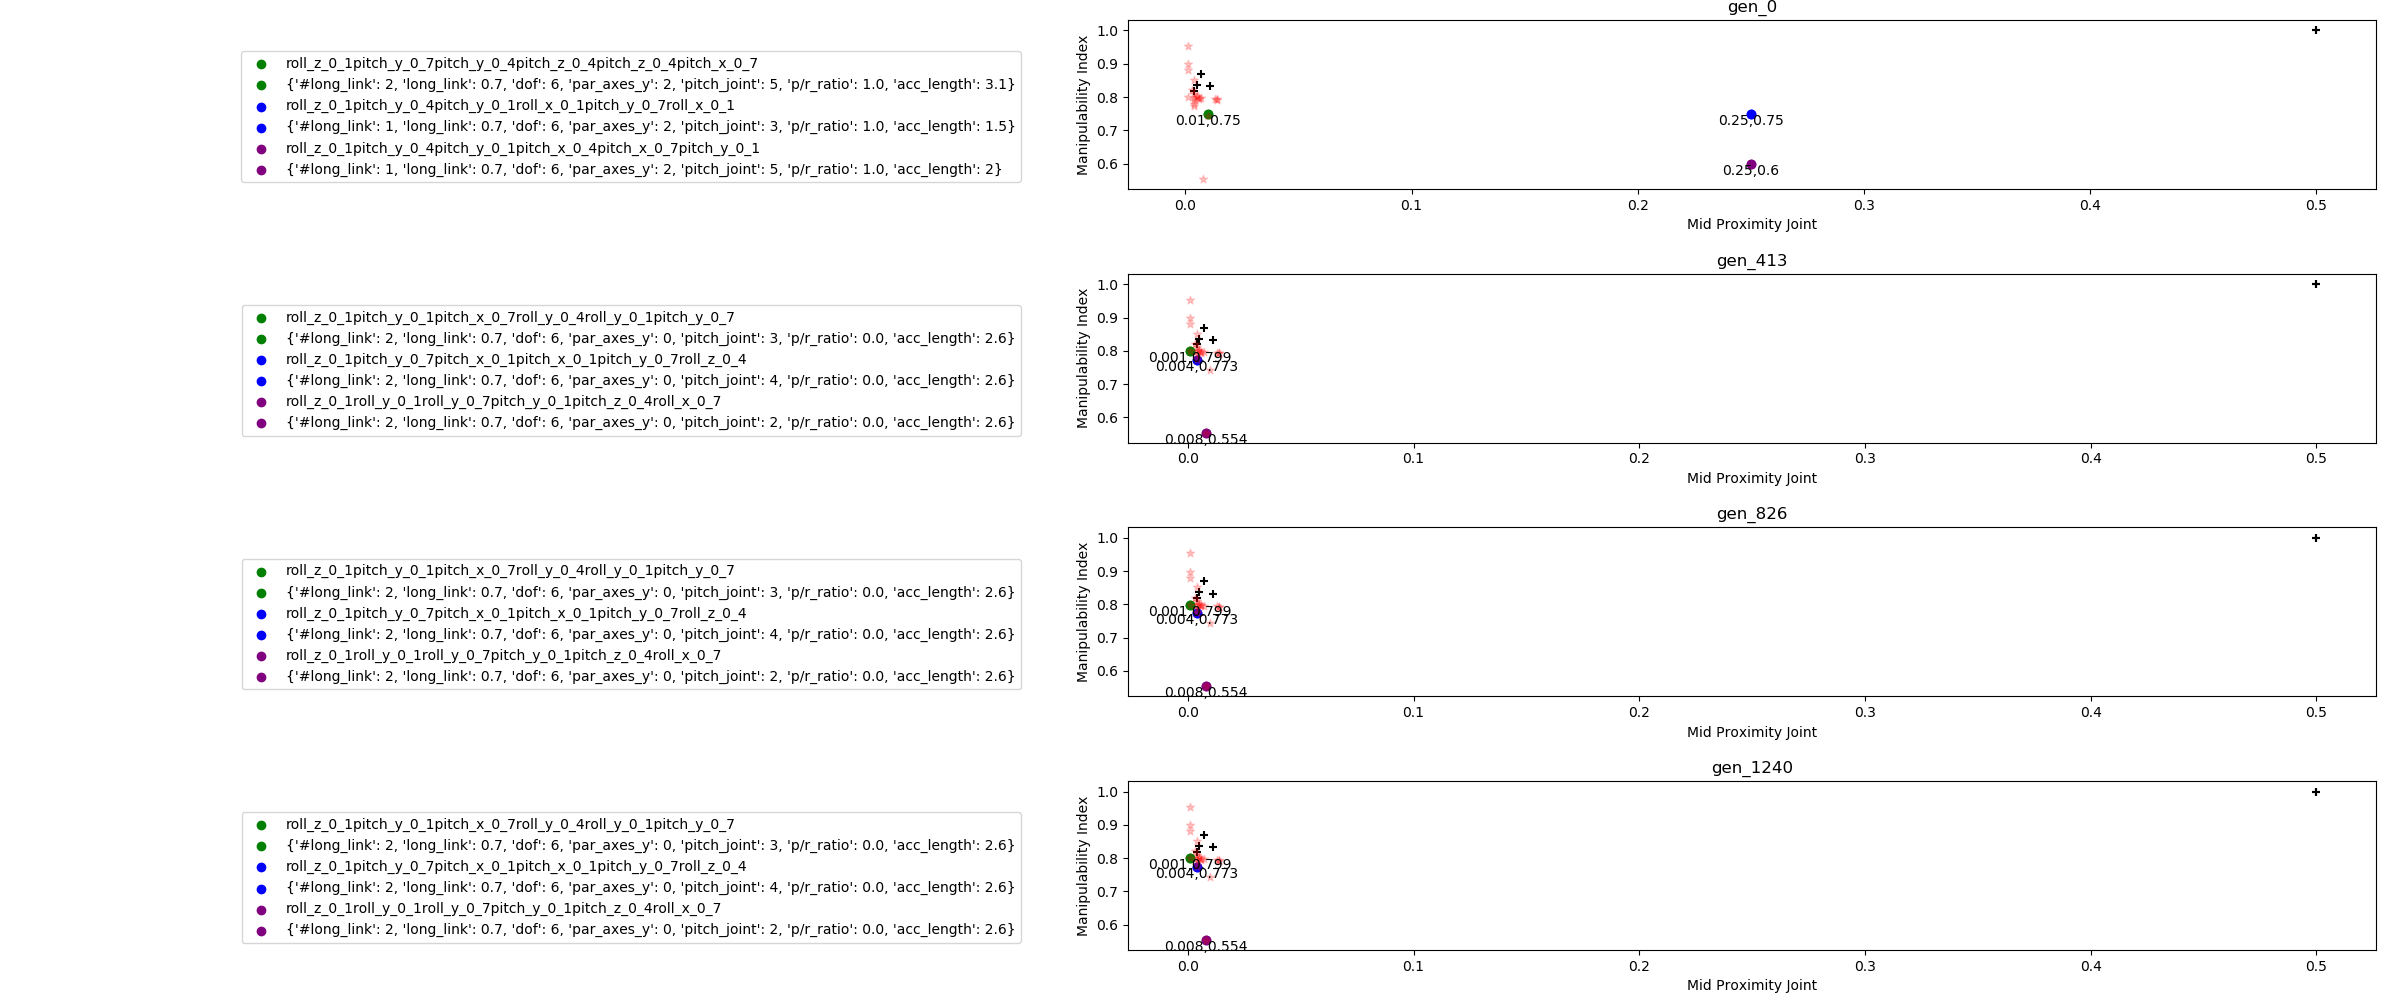 gen_0
roll_z_0_1pitch_y_0_7pitch_y_0_4pitch_z_0_4pitch_z_0_4pitch_x_0_7
{'#long_link': 2, 'long_link': 0.7, 'dof': 6, 'par_axes_y': 2, 'pitch_joint': 5, 'p/r_ratio': 1.0, 'acc_length': 3.1}
roll_z_0_1pitch_y_0_4pitch_y_0_1roll_x_0_1pitch_y_0_7roll_x_0_1
{'#long_link': 1, 'long_link': 0.7, 'dof': 6, 'par_axes_y': 2, 'pitch_joint': 3, 'p/r_ratio': 1.0, 'acc_length': 1.5}
roll_z_0_1pitch_y_0_4pitch_y_0_1pitch_x_0_4pitch_x_0_7pitch_y_0_1
{'#long_link': 1, 'long_link': 0.7, 'dof': 6, 'par_axes_y': 2, 'pitch_joint': 5, 'p/r_ratio': 1.0, 'acc_length': 2}
Manipulability Index
1.0
0.9
0.8
0.7
0.6
0.01,0.75
0.25,0.75
0.25,0.6
0.0 0.1 0.2 0.3 0.4 0.5
Mid Proximity Joint
gen_413
roll_z_0_1pitch_y_0_1pitch_x_0_7roll_y_0_4roll_y_0_1pitch_y_0_7
{'#long_link': 2, 'long_link': 0.7, 'dof': 6, 'par_axes_y': 0, 'pitch_joint': 3, 'p/r_ratio': 0.0, 'acc_length': 2.6}
roll_z_0_1pitch_y_0_7pitch_x_0_1pitch_x_0_1pitch_y_0_7roll_z_0_4
{'#long_link': 2, 'long_link': 0.7, 'dof': 6, 'par_axes_y': 0, 'pitch_joint': 4, 'p/r_ratio': 0.0, 'acc_length': 2.6}
roll_z_0_1roll_y_0_1roll_y_0_7pitch_y_0_1pitch_z_0_4roll_x_0_7
{'#long_link': 2, 'long_link': 0.7, 'dof': 6, 'par_axes_y': 0, 'pitch_joint': 2, 'p/r_ratio': 0.0, 'acc_length': 2.6}
Manipulability Index
1.0
0.9
0.8
0.7
0.6
0.001,0.799
0.004,0.773
0.008,0.554
0.0 0.1 0.2 0.3 0.4 0.5
Mid Proximity Joint
gen_826
roll_z_0_1pitch_y_0_1pitch_x_0_7roll_y_0_4roll_y_0_1pitch_y_0_7
{'#long_link': 2, 'long_link': 0.7, 'dof': 6, 'par_axes_y': 0, 'pitch_joint': 3, 'p/r_ratio': 0.0, 'acc_length': 2.6}
roll_z_0_1pitch_y_0_7pitch_x_0_1pitch_x_0_1pitch_y_0_7roll_z_0_4
{'#long_link': 2, 'long_link': 0.7, 'dof': 6, 'par_axes_y': 0, 'pitch_joint': 4, 'p/r_ratio': 0.0, 'acc_length': 2.6}
roll_z_0_1roll_y_0_1roll_y_0_7pitch_y_0_1pitch_z_0_4roll_x_0_7
{'#long_link': 2, 'long_link': 0.7, 'dof': 6, 'par_axes_y': 0, 'pitch_joint': 2, 'p/r_ratio': 0.0, 'acc_length': 2.6}
Manipulability Index
1.0
0.9
0.8
0.7
0.6
0.001,0.799
0.004,0.773
0.008,0.554
0.0 0.1 0.2 0.3 0.4 0.5
Mid Proximity Joint
gen_1240
roll_z_0_1pitch_y_0_1pitch_x_0_7roll_y_0_4roll_y_0_1pitch_y_0_7
{'#long_link': 2, 'long_link': 0.7, 'dof': 6, 'par_axes_y': 0, 'pitch_joint': 3, 'p/r_ratio': 0.0, 'acc_length': 2.6}
roll_z_0_1pitch_y_0_7pitch_x_0_1pitch_x_0_1pitch_y_0_7roll_z_0_4
{'#long_link': 2, 'long_link': 0.7, 'dof': 6, 'par_axes_y': 0, 'pitch_joint': 4, 'p/r_ratio': 0.0, 'acc_length': 2.6}
roll_z_0_1roll_y_0_1roll_y_0_7pitch_y_0_1pitch_z_0_4roll_x_0_7
{'#long_link': 2, 'long_link': 0.7, 'dof': 6, 'par_axes_y': 0, 'pitch_joint': 2, 'p/r_ratio': 0.0, 'acc_length': 2.6}
Manipulability Index
1.0
0.9
0.8
0.7
0.6
0.001,0.799
0.004,0.773
0.008,0.554
0.0 0.1 0.2 0.3 0.4 0.5
Mid Proximity Joint